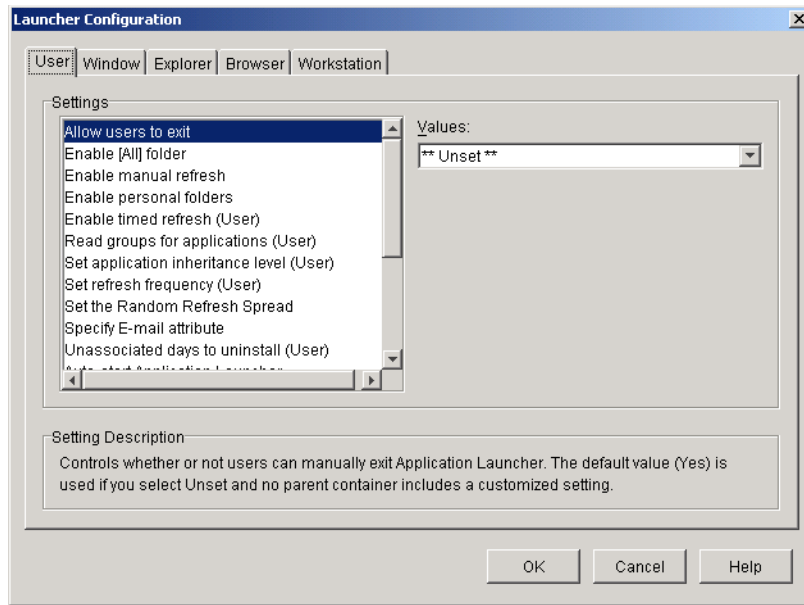 Launcher Configuration
User
Window
Explorer
Browser
Workstation
Settings
Allow users to exit
Enable [All] folder
Enable manual refresh
Enable personal folders
Enable timed refresh (User)
Read groups for applications (User)
Set application inheritance level (User)
Set refresh frequency (User)
Set the Random Refresh Spread
Specify E-mail attribute
Unassociated days to uninstall (User)
Auto-start Application Launcher
Values:
** Unset **
Setting Description
Controls whether or not users can manually exit Application Launcher. The default value (Yes) is
used if you select Unset and no parent container includes a customized setting.
OK
Cancel
Help